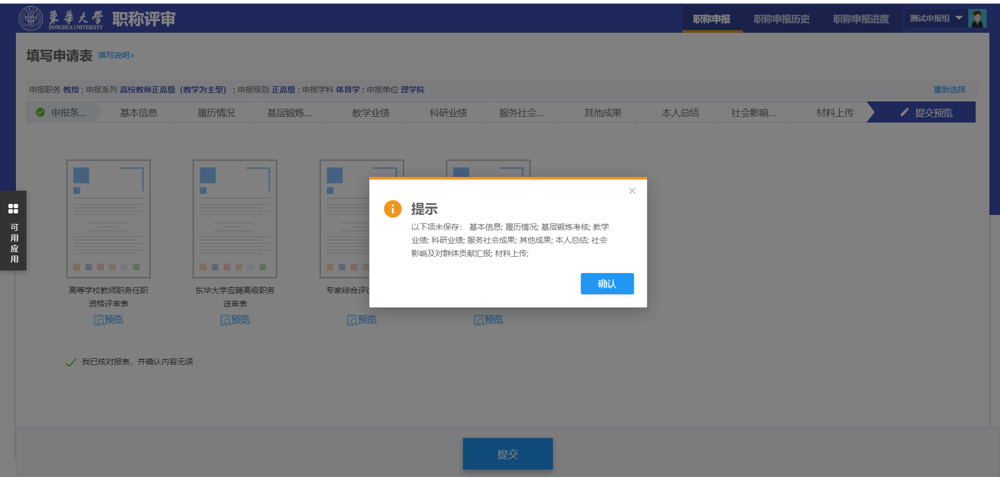 東華大学
DONGHUA UNIVERSITY
职称评审
职称申报
职称申报历史
职称申报进度
测试申报组
填写申请表 填写说明>
申报职务 教授 ; 申报系列 高校教师正高级（教学为主型） ; 申报级别 正高级 ; 申报学科 体育学 ; 申报单位 理学院
重新选择
申报条...
基本信息
履历情况
基层锻炼...
教学业绩
科研业绩
服务社会...
其他成果
本人总结
社会影响...
材料上传
提交预览
可用应用
提示
以下项未保存： 基本信息; 履历情况; 基层锻炼考核; 教学
业绩; 科研业绩; 服务社会成果; 其他成果; 本人总结; 社会
影响及对群体贡献汇报; 材料上传;
确认
高等学校教师职务任职
资格评审表
预览
东华大学应聘高级职务
送审表
预览
专家综合评
预览
预览
我已核对报表，并确认内容无误
提交